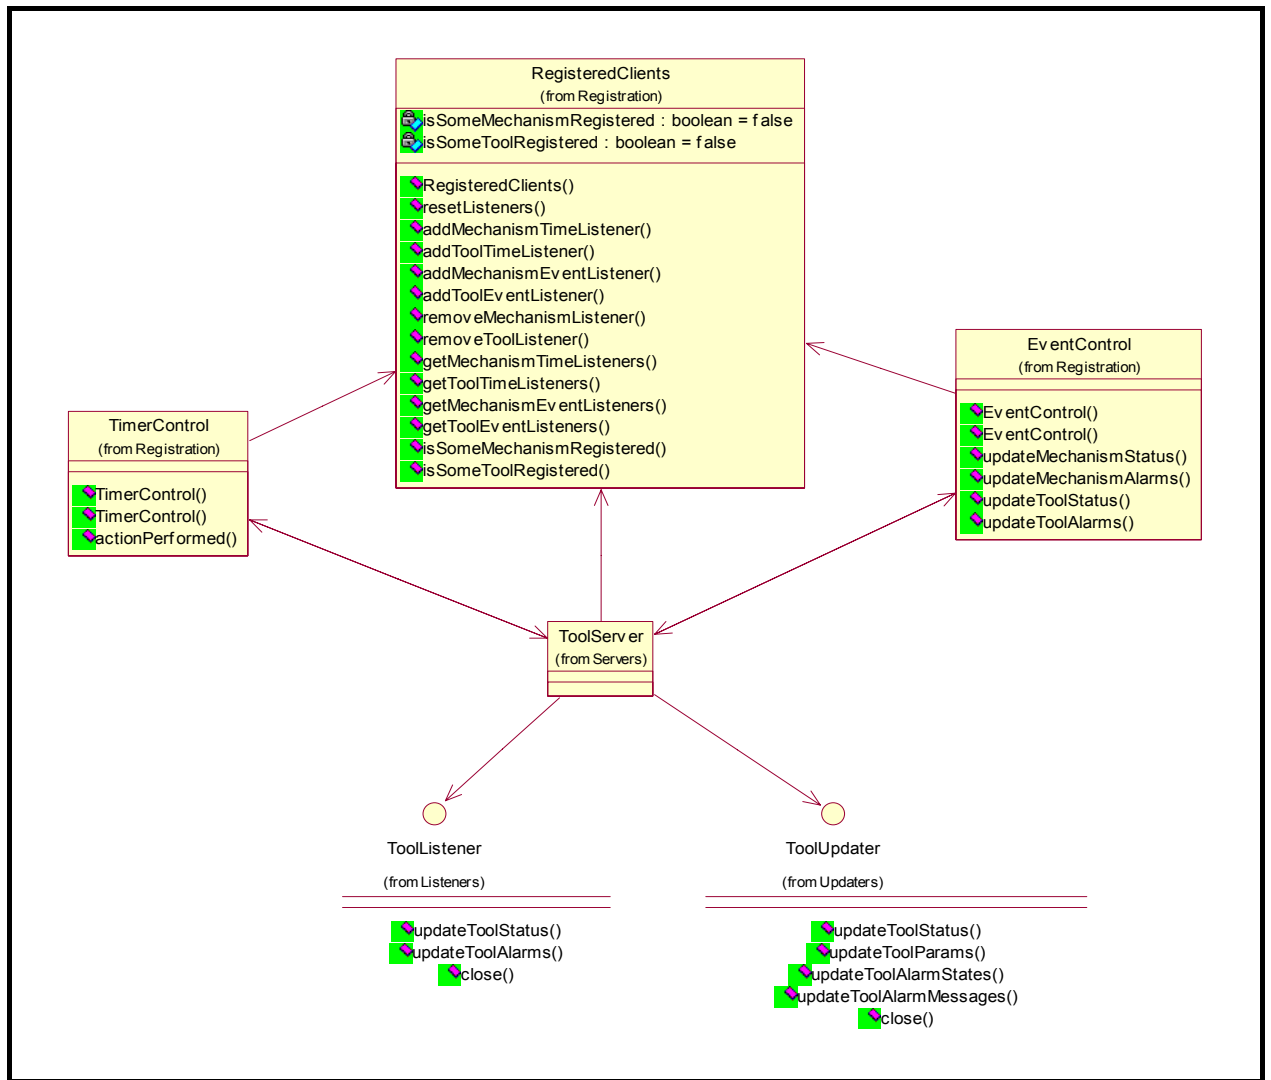 RegisteredClients
(from Registration)
isSomeMechanismRegistered : boolean = false
isSomeToolRegistered : boolean = false
RegisteredClients()
resetListeners()
addMechanismTimeListener()
addToolTimeListener()
addMechanismEventListener()
addToolEventListener()
removeMechanismListener()
removeToolListener()
getMechanismTimeListeners()
getToolTimeListeners()
getMechanismEventListeners()
getToolEventListeners()
isSomeMechanismRegistered()
isSomeToolRegistered()
EventControl
(from Registration)
EventControl()
EventControl()
updateMechanismStatus()
updateMechanismAlarms()
updateToolStatus()
updateToolAlarms()
TimerControl
(from Registration)
TimerControl()
TimerControl()
actionPerformed()
ToolServer
(from Servers)
ToolListener
(from Listeners)
updateToolStatus()
updateToolAlarms()
close()
ToolUpdater
(from Updaters)
updateToolStatus()
updateToolParams()
updateToolAlarmStates()
updateToolAlarmMessages()
close()